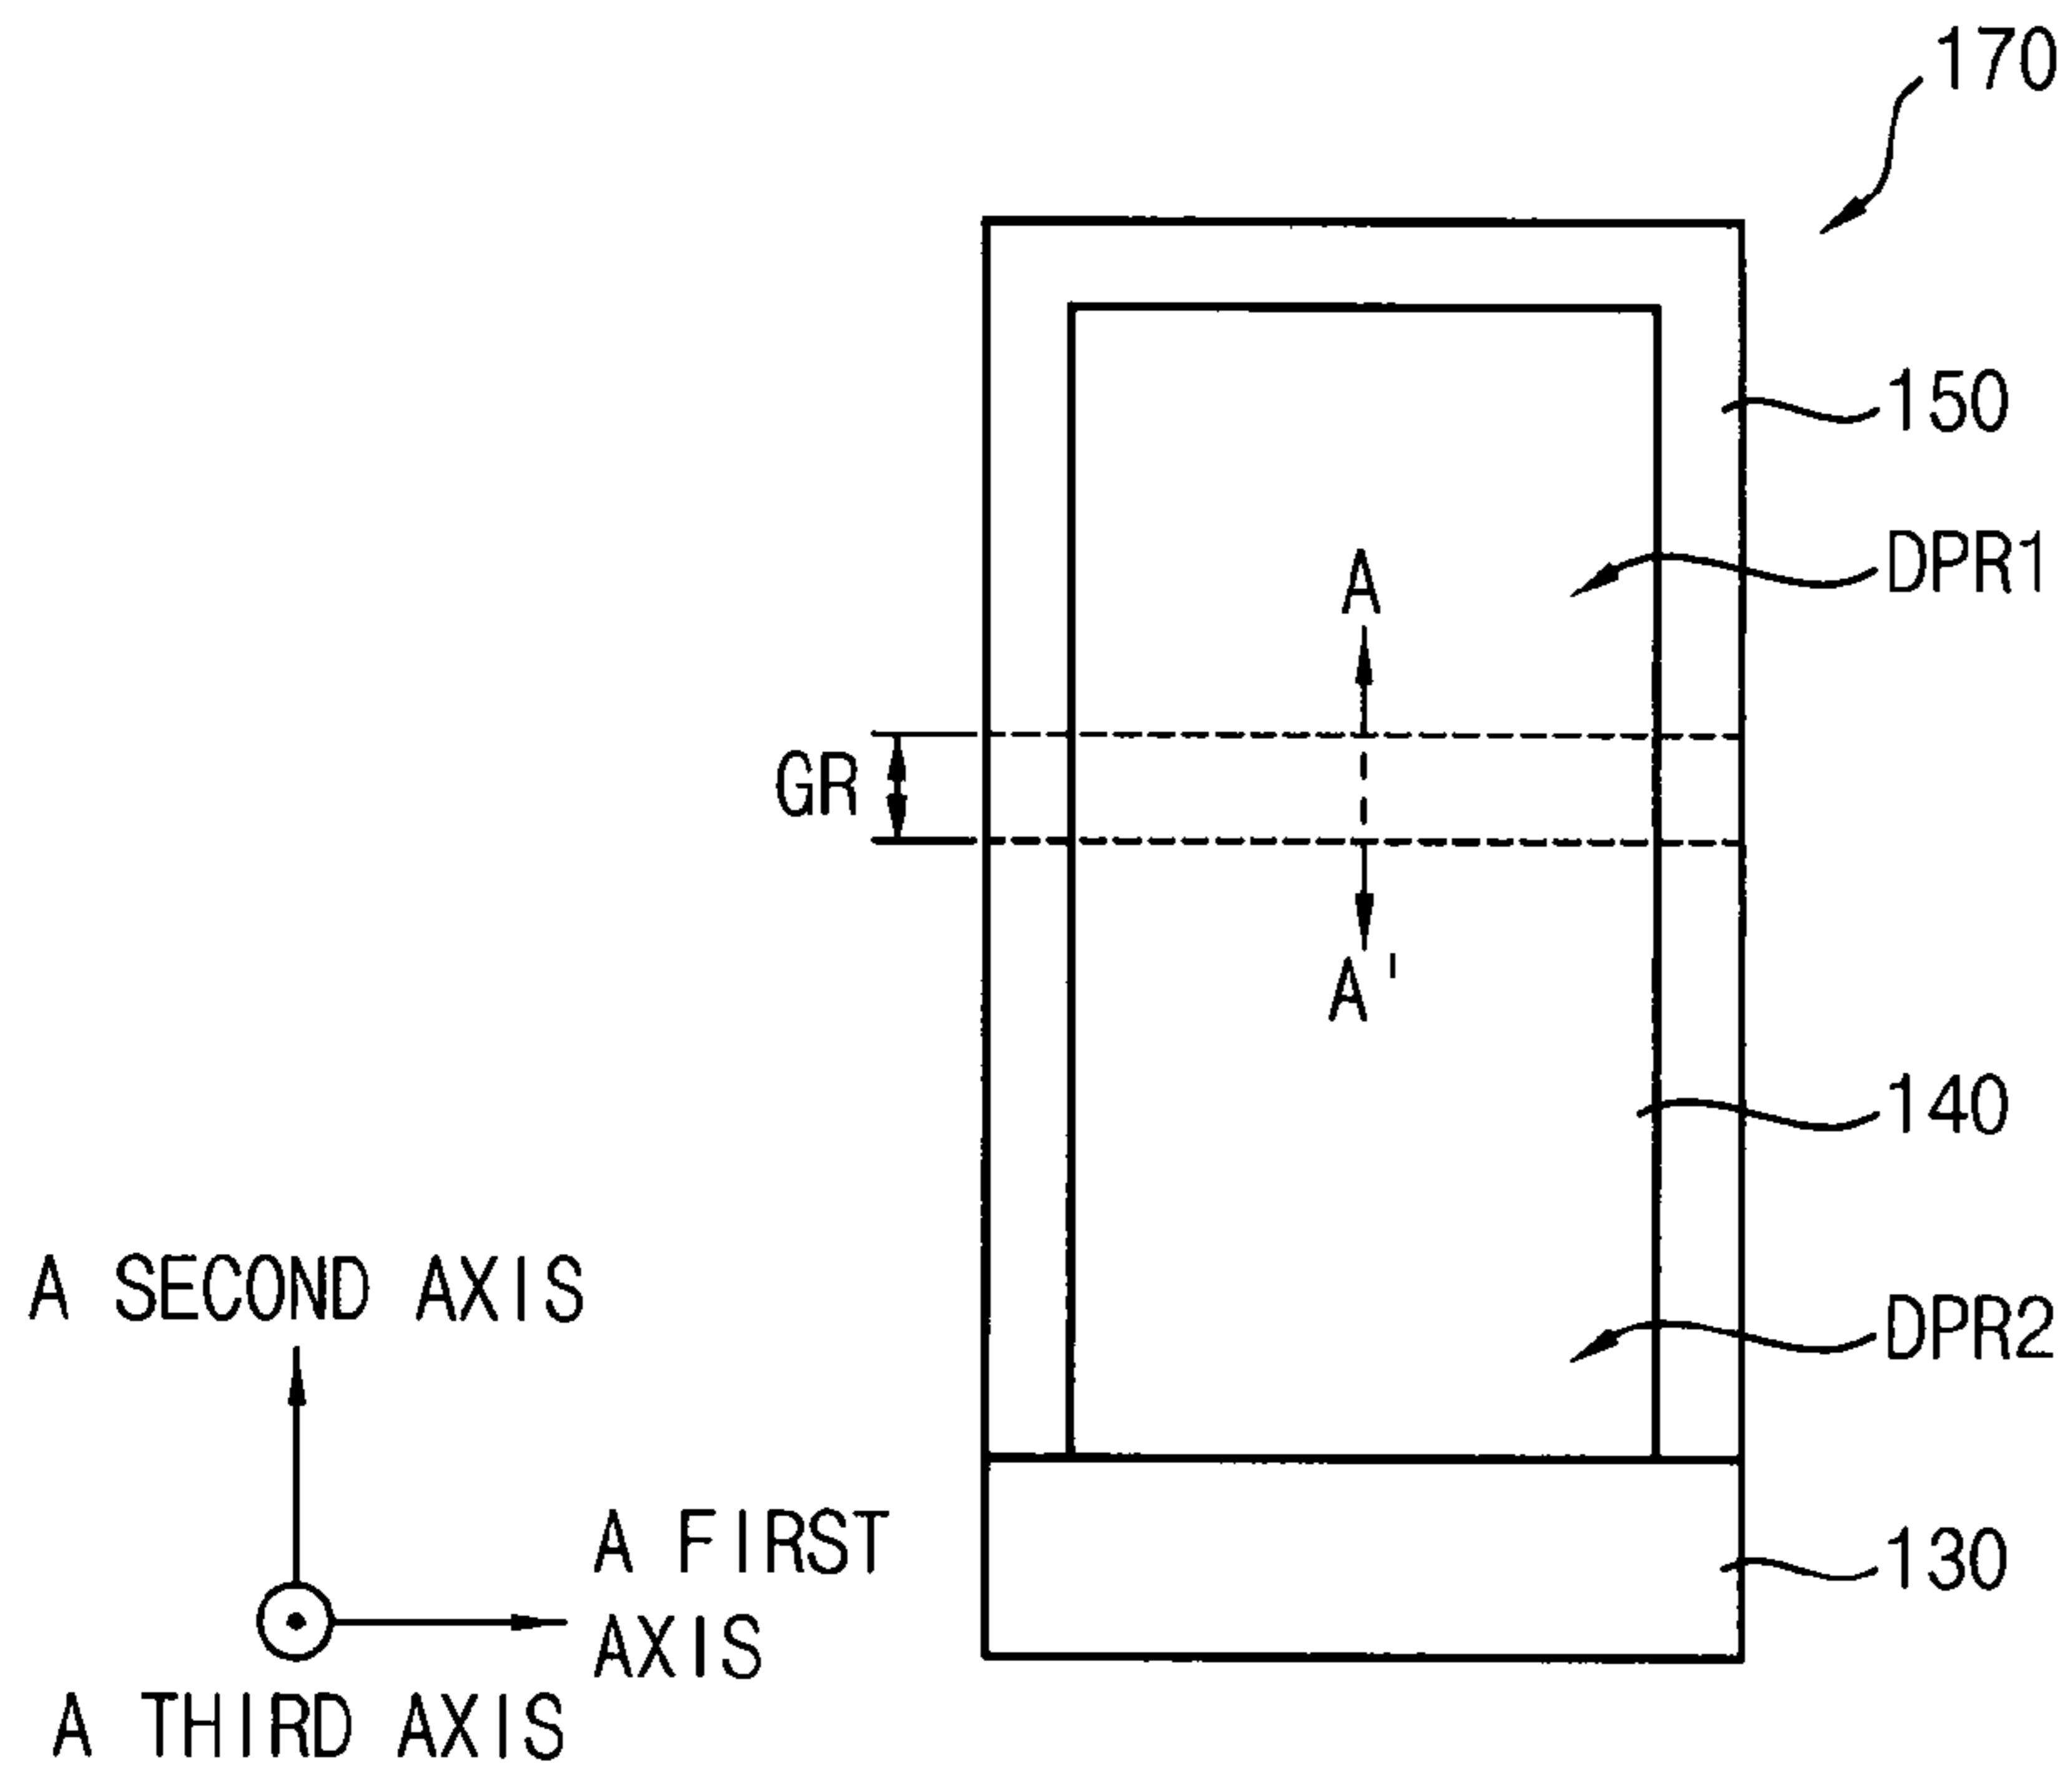 170
150
DPR1
A
GR
A'
140
A SECOND AXIS
DPR2
A FIRST
AXIS
130
A THIRD AXIS